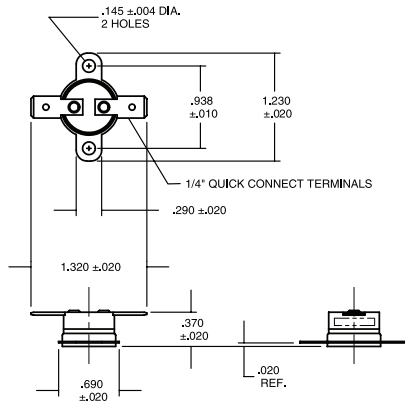 .145 ±.004 DIA.
2 HOLES
.938
±.010
1.230
±.020
1/4" QUICK CONNECT TERMINALS
.290 ±.020
1.320 ±.020
.370
±.020
.020
REF.
.690
±.020